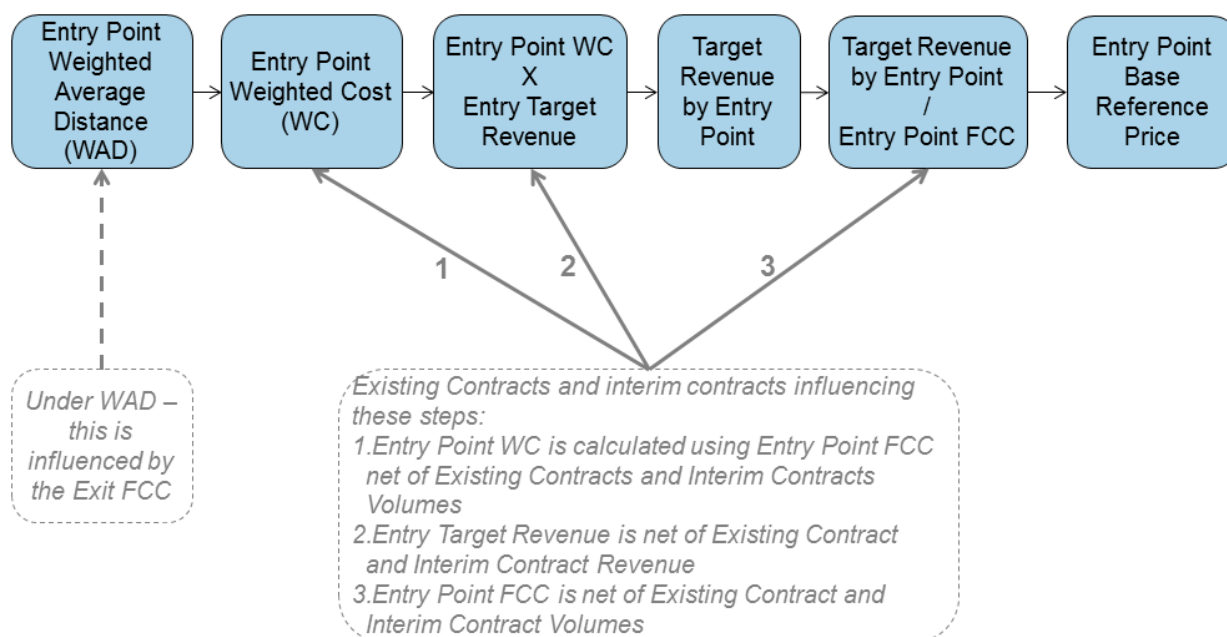 Entry Point
Weighted
Average
Distance
(WAD)
Entry Point
Weighted Cost
(WC)
Entry Point WC
X
Entry Target
Revenue
Target
Revenue
by Entry
Point
Target Revenue
by Entry Point
/
Entry Point FCC
Entry Point
Base
Reference
Price
1
2
3
Under WAD –
this is
influenced by
the Exit FCC
Existing Contracts and interim contracts influencing
these steps:
1.Entry Point WC is calculated using Entry Point FCC
net of Existing Contracts and Interim Contracts
Volumes
2.Entry Target Revenue is net of Existing Contract
and Interim Contract Revenue
3.Entry Point FCC is net of Existing Contract and
Interim Contract Volumes